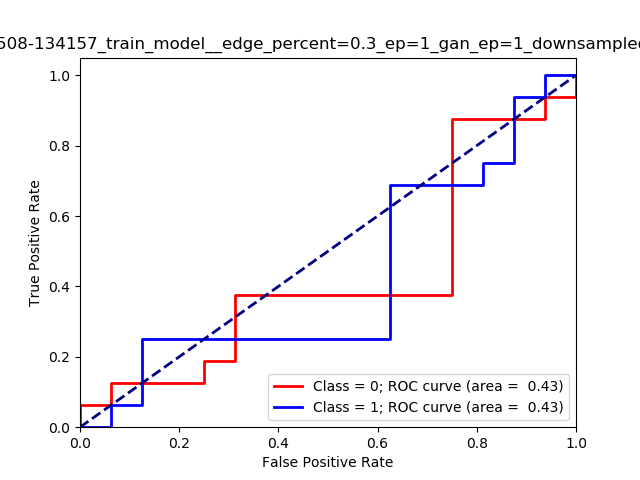 508-134157_train_model__edge_percent=0.3_ep=1_gan_ep=1_downsampled
1.0
0.8
0.6
0.4
0.2
0.0
True Positive Rate
0.0 0.2 0.4 0.6 0.8 1.0
False Positive Rate
Class = 0; ROC curve (area =  0.43)
Class = 1; ROC curve (area =  0.43)